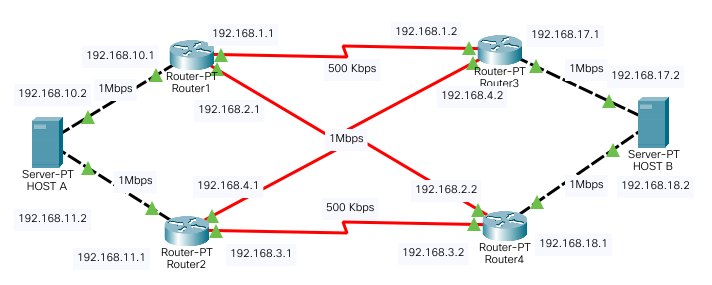 192.168.1.1
192.168.1.2
192.168.17.1
192.168.10.1
500 Kbps
1Mbps
192.168.17.2
Router-PT
Router1
Router-PT
Router3
192.168.10.2
1Mbps
192.168.2.1
192.168.4.2
Server-PT
HOST A
1Mbps
Server-PT
HOST B
1Mbps
192.168.4.1
192.168.2.2
1Mbps
192.168.18.2
192.168.11.2
500 Kbps
Router-PT
Router2
192.168.11.1
192.168.3.1
192.168.3.2
Router-PT
Router4
192.168.18.1